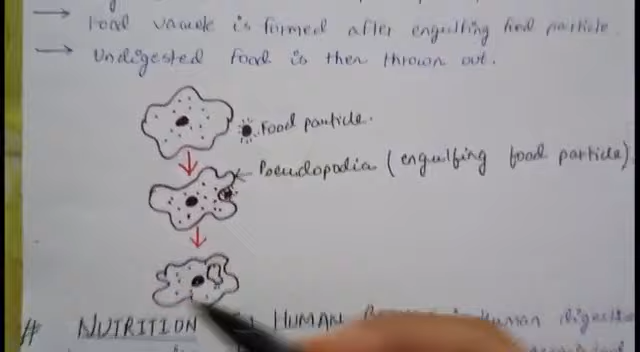 → Food vacuole is formed after engulfing food particle.
→ Undigested food is then thrown out.
Food particle.
Pseudopodia (engulfing food particle)
# NUTRITION HUMAN Human